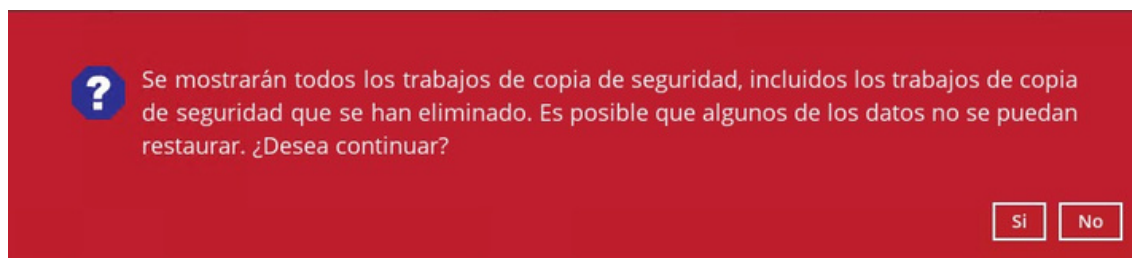 ?
Se mostrarán todos los trabajos de copia de seguridad, incluidos los trabajos de copia
de seguridad que se han eliminado. Es posible que algunos de los datos no se puedan
restaurar. ¿Desea continuar?
Si No